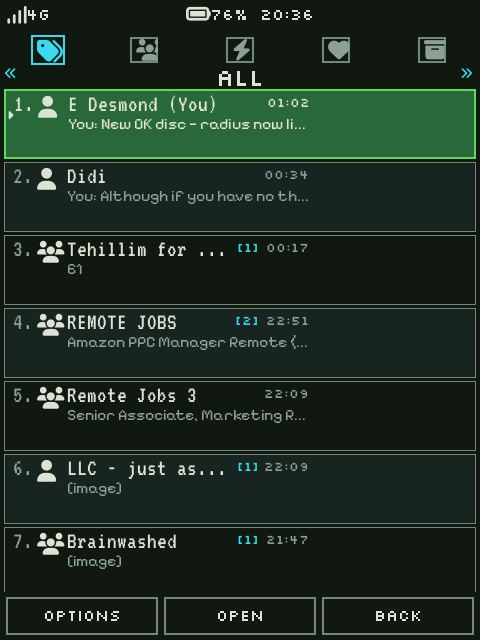 4G 76% 20:36
« ALL »
1. E Desmond (You) 01:02
You: New OK disc - radius now li...
2. Didi 00:34
You: Although if you have no th...
3. Tehillim for ... [1] 00:17
61
4. REMOTE JOBS [2] 22:51
Amazon PPC Manager Remote (...
5. Remote Jobs 3 22:09
Senior Associate, Marketing R...
6. LLC - just as... [1] 22:09
(image)
7. Brainwashed [1] 21:47
(image)
OPTIONS OPEN BACK